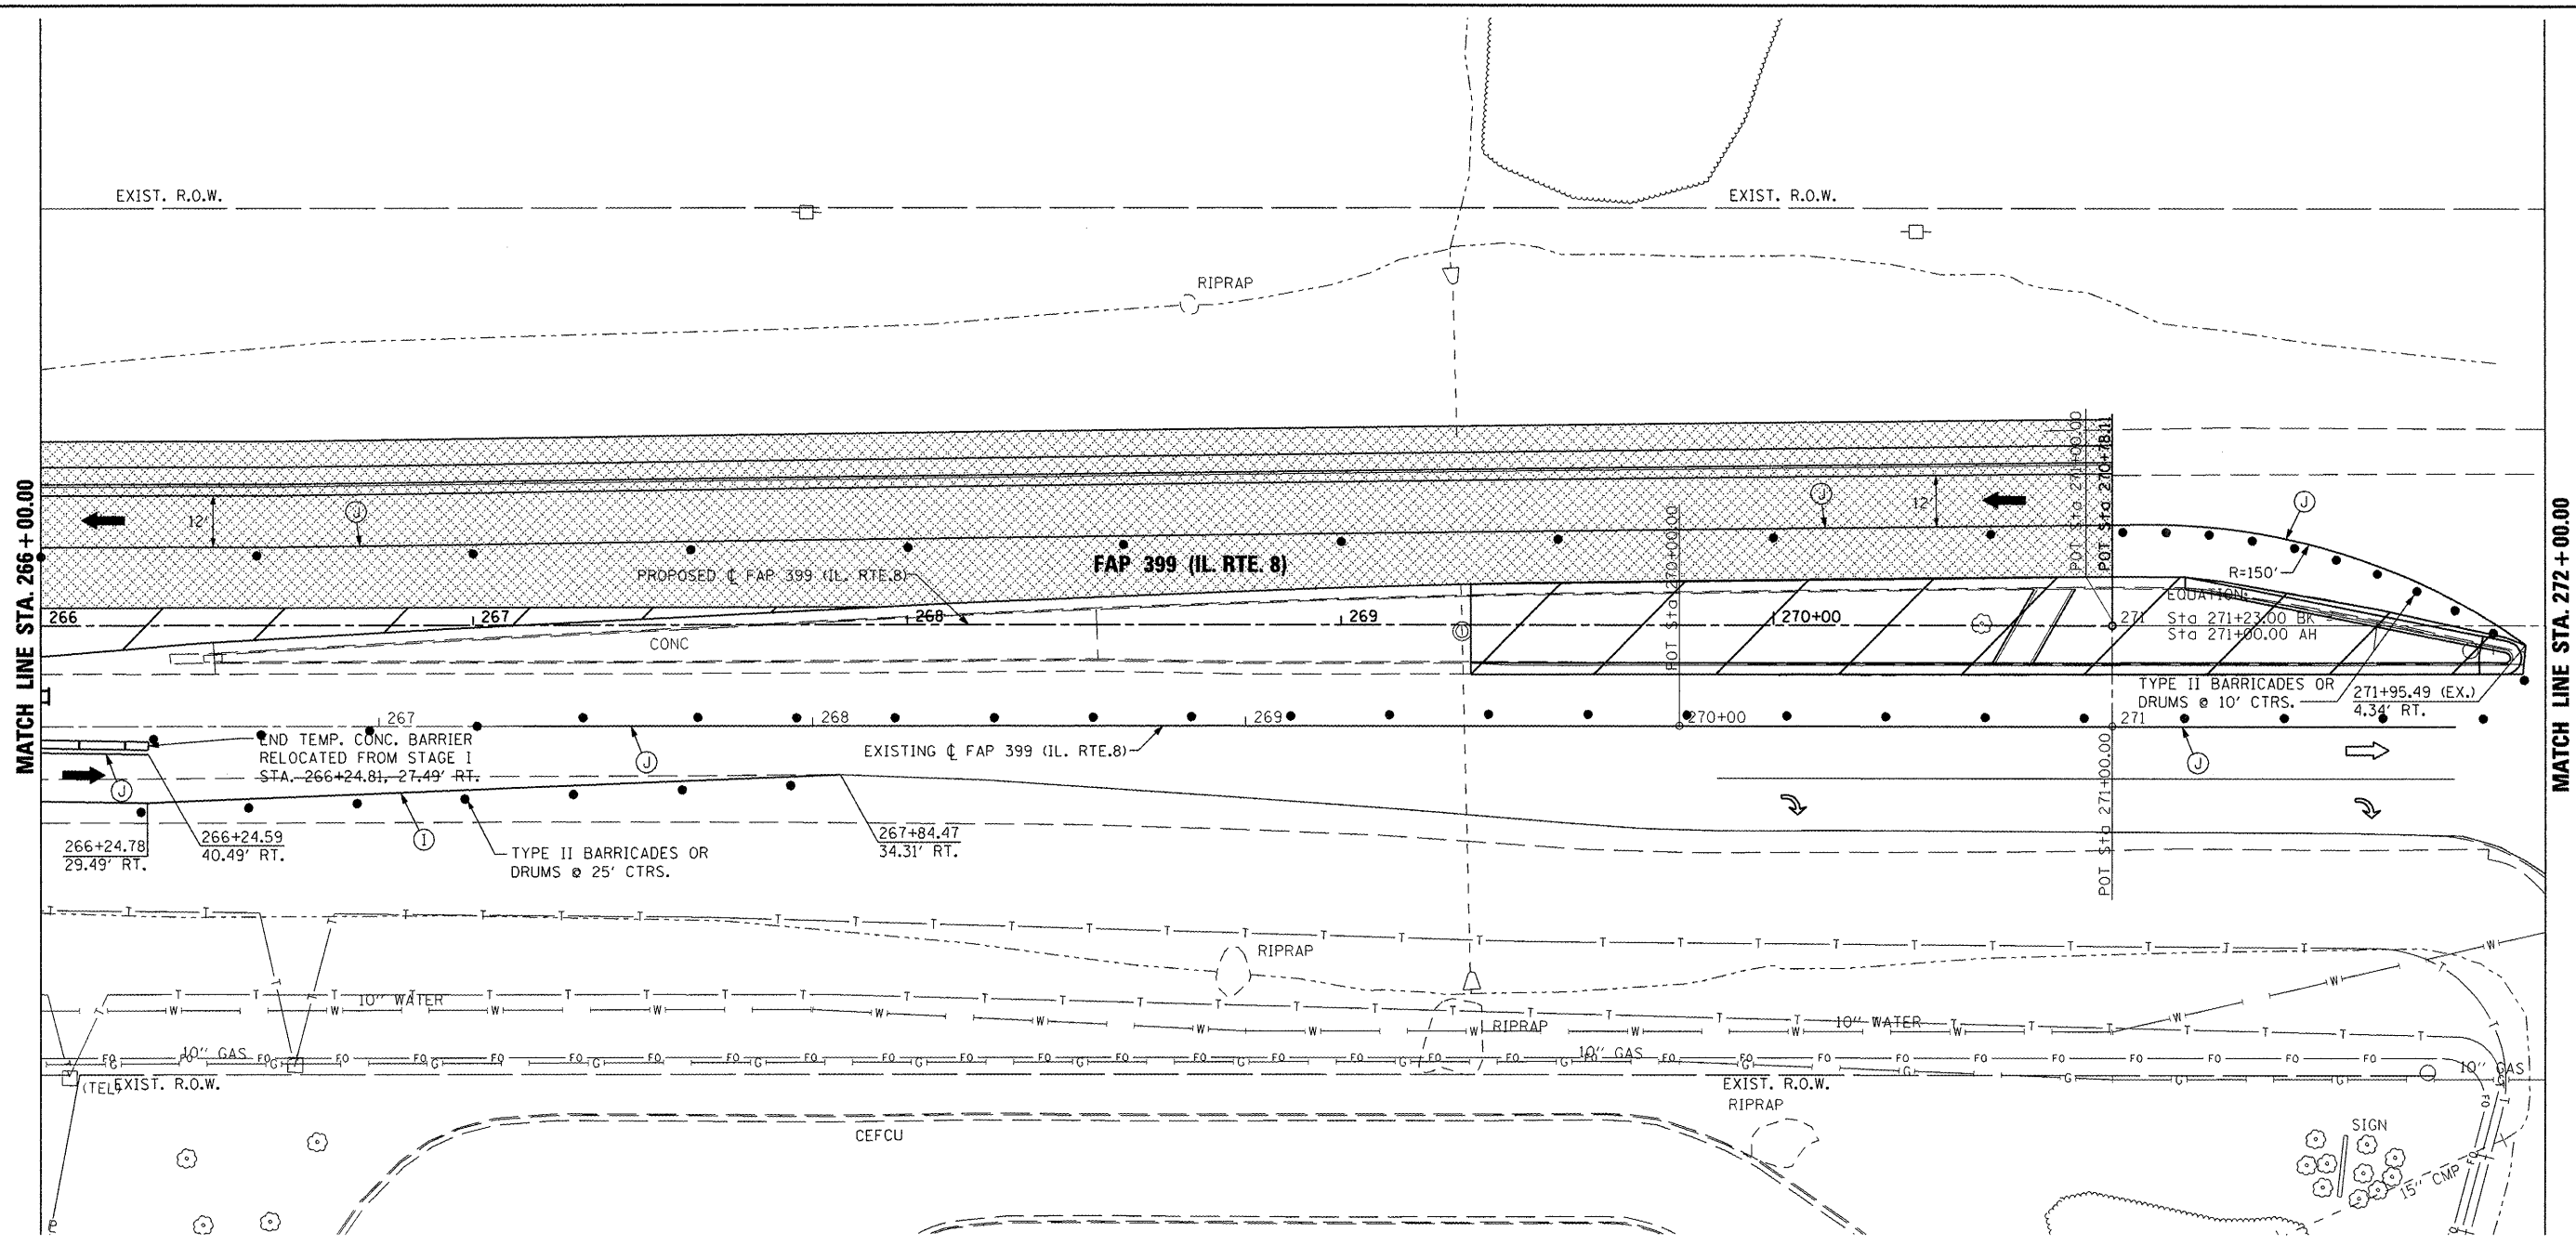 EXIST. R.O.W.
EXIST. R.O.W.
RIPRAP
MATCH LINE STA. 266+00.00
MATCH LINE STA. 272+00.00
POT Sta 271+00.00
POT Sta 270+78.11
POT Sta 270+00.00
J
J
J
12'
12'
FAP 399 (IL. RTE. 8)
PROPOSED ℄ FAP 399 (IL. RTE.8)
R=150'
EQUATION:
Sta 271+23.00 BK =
Sta 271+00.00 AH
266
267
268
269
270+00
271
CONC
TYPE II BARRICADES OR
DRUMS @ 10' CTRS.
271+95.49 (EX.)
4.34' RT.
267
268
269
270+00
271
END TEMP. CONC. BARRIER
RELOCATED FROM STAGE I
STA. 266+24.81, 27.49' RT.
EXISTING ℄ FAP 399 (IL. RTE.8)
J
J
J
I
266+24.78
29.49' RT.
266+24.59
40.49' RT.
267+84.47
34.31' RT.
TYPE II BARRICADES OR
DRUMS @ 25' CTRS.
POT Sta 271+00.00
RIPRAP
10" WATER
RIPRAP
10" WATER
10" GAS
10" GAS
10" GAS
(TEL)
EXIST. R.O.W.
EXIST. R.O.W.
RIPRAP
CEFCU
SIGN
15" CMP